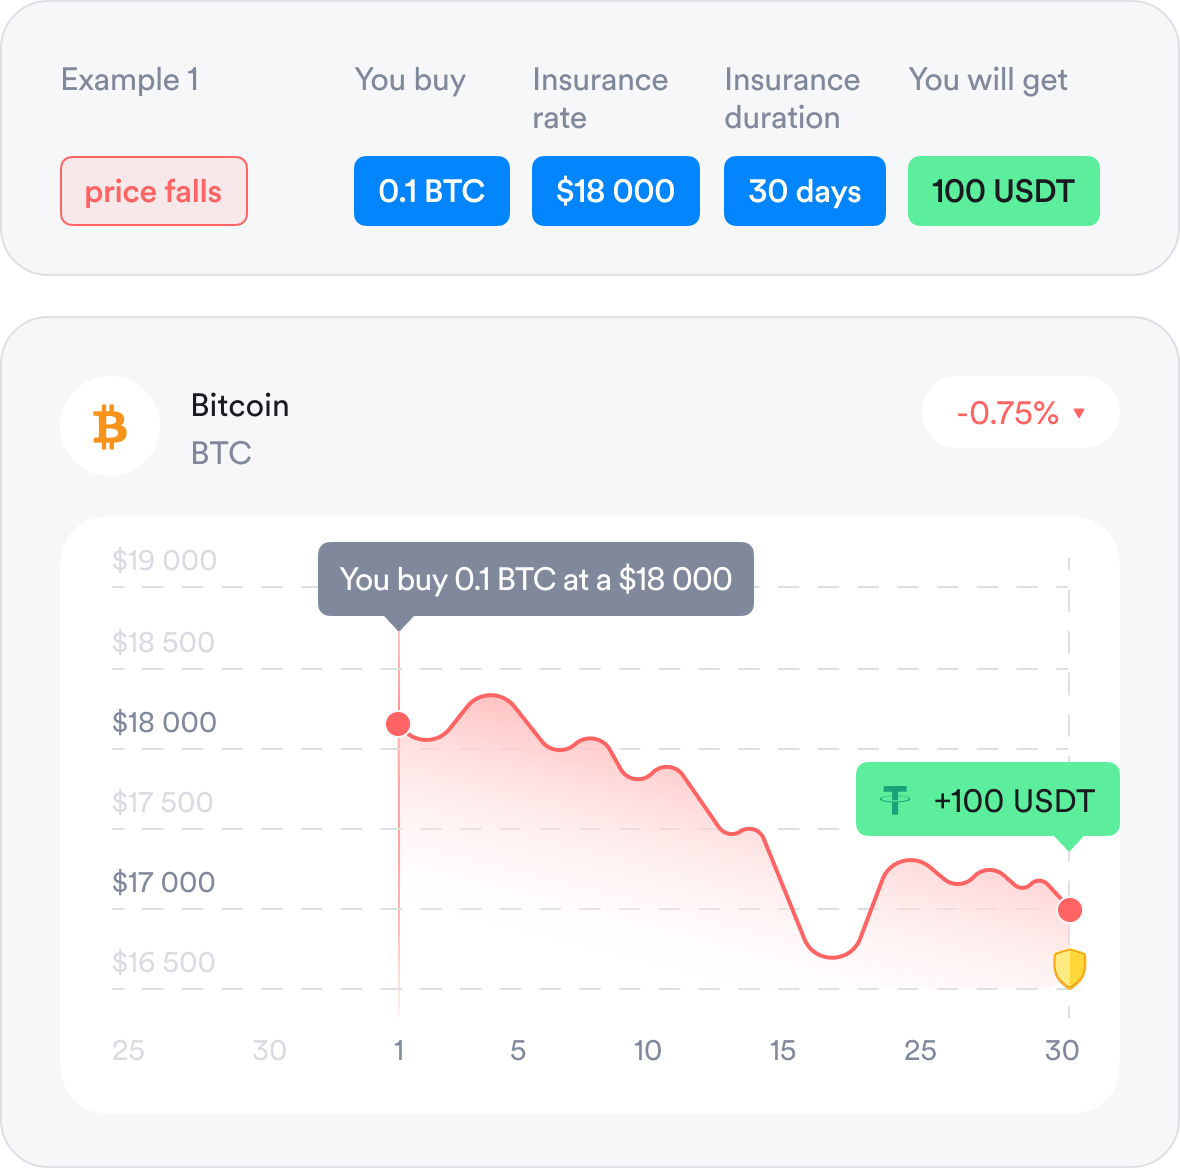 Example 1
You buy
Insurance
rate
Insurance
duration
You will get
price falls
0.1 BTC
$18 000
30 days
100 USDT
Bitcoin
BTC
-0.75%
$19 000
You buy 0.1 BTC at a $18 000
$18 500
$18 000
$17 500
+100 USDT
$17 000
$16 500
25
30
1
5
10
15
25
30